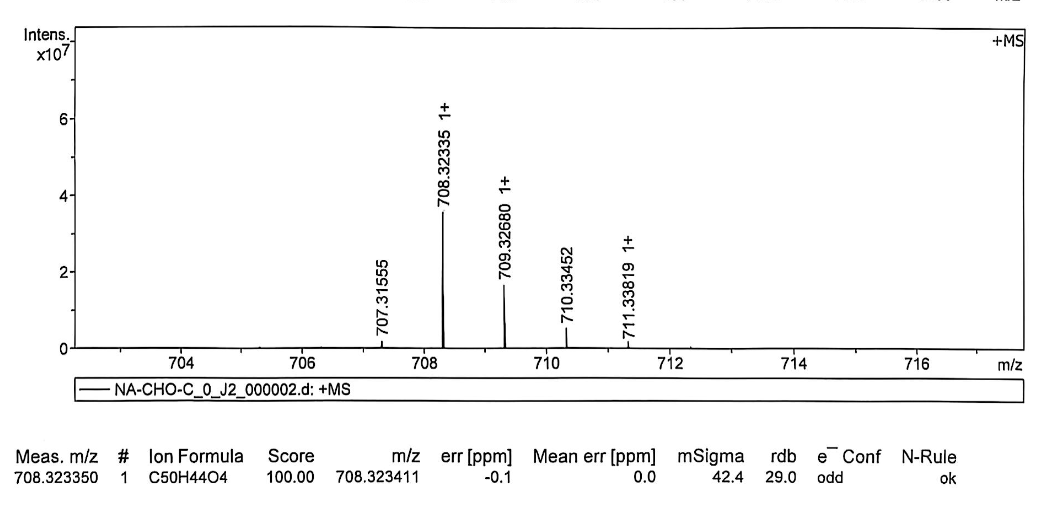 Intens.
x10⁷
+MS
6
4
2
0
707.31555
708.32335 1+
709.32680 1+
710.33452
711.33819 1+
704 706 708 710 712 714 716 m/z
NA-CHO-C_0_J2_000002.d: +MS
Meas. m/z # Ion Formula Score m/z err [ppm] Mean err [ppm] mSigma rdb e¯ Conf N-Rule
708.323350 1 C50H44O4 100.00 708.323411 -0.1 0.0 42.4 29.0 odd ok